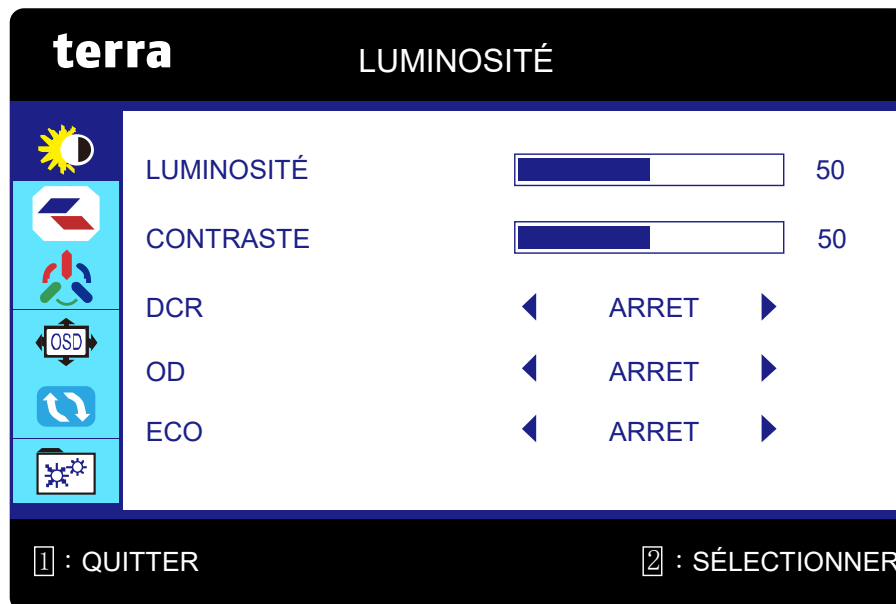 terra LUMINOSITÉ
LUMINOSITÉ 50
CONTRASTE 50
DCR ARRET
OD ARRET
OSD
ECO ARRET
1 : QUITTER 2 : SÉLECTIONNER